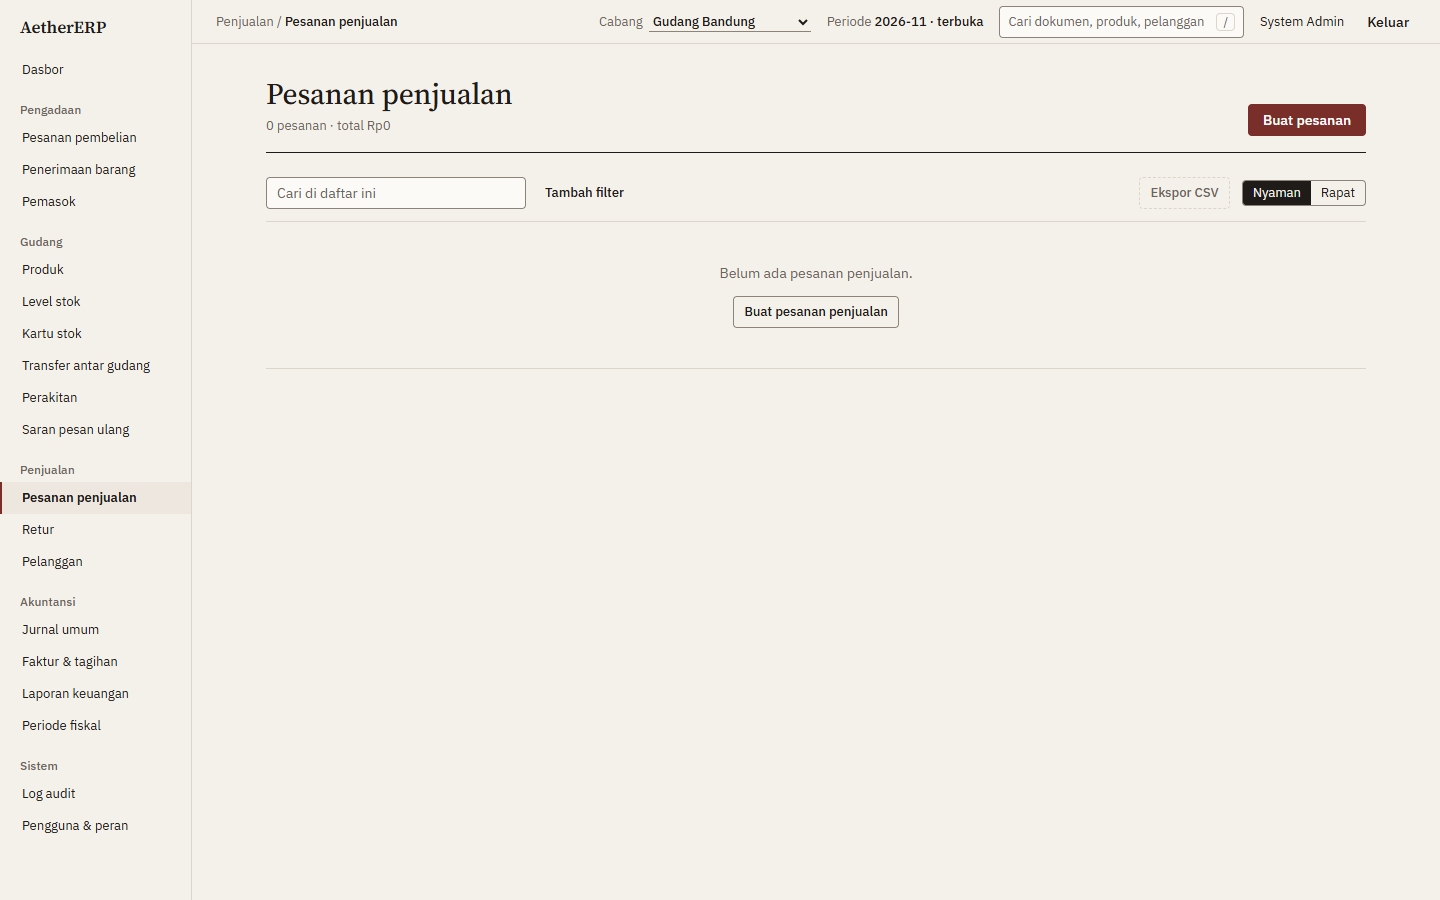 AetherERP
Dasbor
Pengadaan
Pesanan pembelian
Penerimaan barang
Pemasok
Gudang
Produk
Level stok
Kartu stok
Transfer antar gudang
Perakitan
Saran pesan ulang
Penjualan
Pesanan penjualan
Retur
Pelanggan
Akuntansi
Jurnal umum
Faktur & tagihan
Laporan keuangan
Periode fiskal
Sistem
Log audit
Pengguna & peran
Penjualan / Pesanan penjualan
Cabang Gudang Bandung
Periode 2026-11 · terbuka
Cari dokumen, produk, pelanggan /
System Admin
Keluar
Pesanan penjualan
0 pesanan · total Rp0
Buat pesanan
Cari di daftar ini
Tambah filter
Ekspor CSV
Nyaman
Rapat
Belum ada pesanan penjualan.
Buat pesanan penjualan